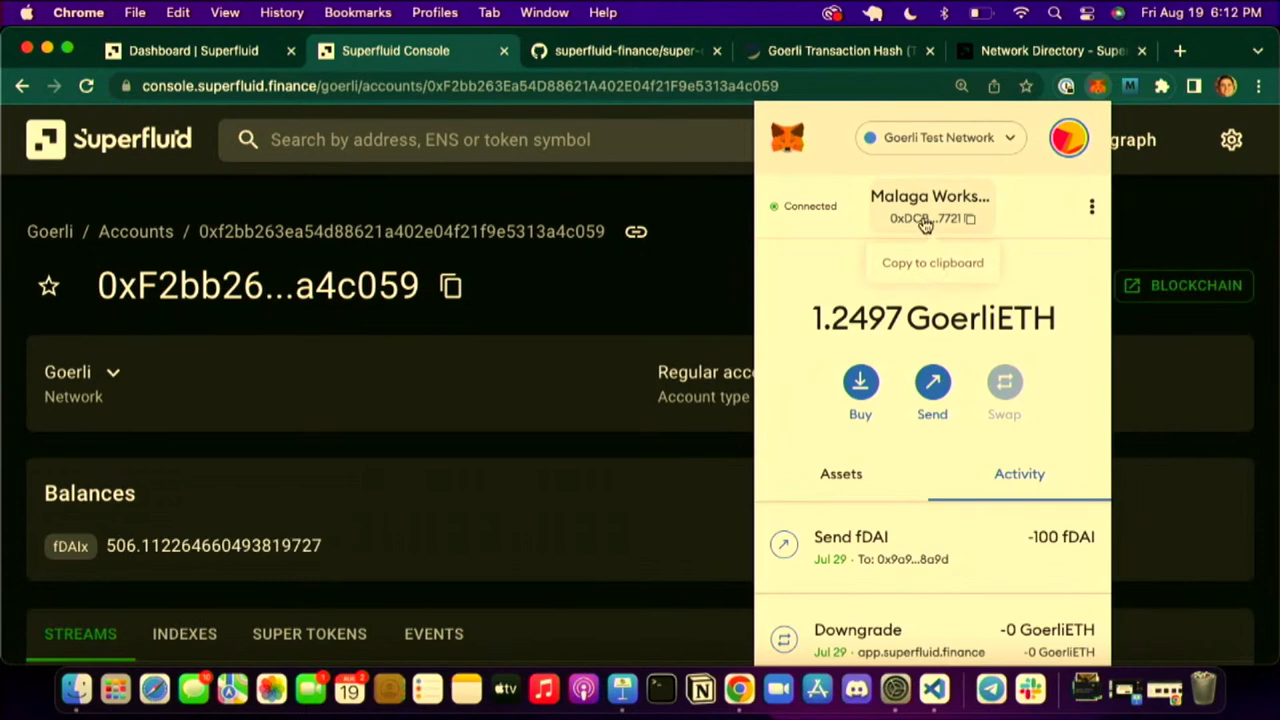 Chrome File Edit View History Bookmarks Profiles Tab Window Help Fri Aug 19 6:12 PM
Dashboard | Superfluid
Superfluid Console
superfluid-finance/super-
Goerli Transaction Hash (T
Network Directory - Supe
console.superfluid.finance/goerli/accounts/0xF2bb263Ea54D88621A402e04f21F9e5313a4c059
Superfluid
Search by address, ENS or token symbol
graph
Goerli / Accounts / 0xf2bb263ea54d88621a402e04f21f9e5313a4c059
0xF2bb26...a4c059
BLOCKCHAIN
Goerli
Network
Regular acco
Account type
Balances
fDAIx 506.112264660493819727
STREAMS INDEXES SUPER TOKENS EVENTS
Goerli Test Network
Connected
Malaga Works...
7721
Copy to clipboard
1.2497 GoerliETH
Buy Send Swap
Assets Activity
Send fDAI -100 fDAI
Jul 29 · To: 0x9a9...8a9d
Downgrade -0 GoerliETH
Jul 29 · app.superfluid.finance -0 GoerliETH
19
tv